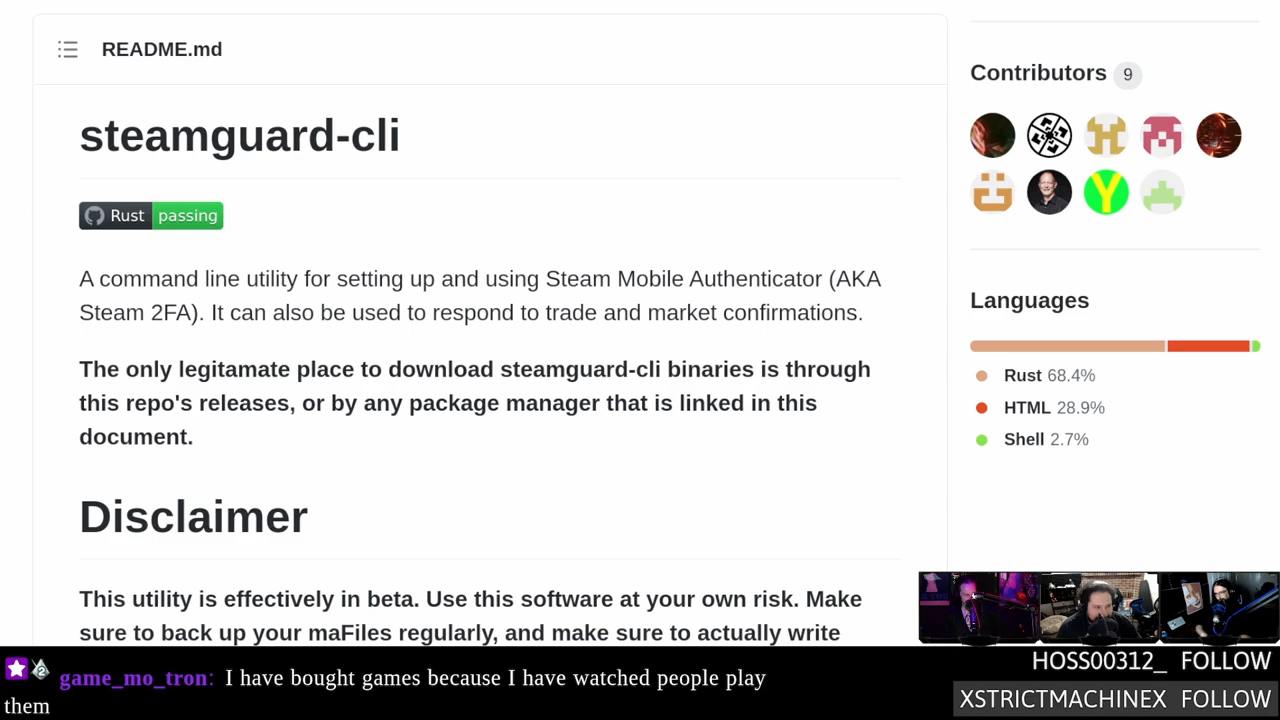 README.md
steamguard-cli
Rust passing
A command line utility for setting up and using Steam Mobile Authenticator (AKA
Steam 2FA). It can also be used to respond to trade and market confirmations.
The only legitamate place to download steamguard-cli binaries is through
this repo's releases, or by any package manager that is linked in this
document.
Disclaimer
This utility is effectively in beta. Use this software at your own risk. Make
sure to back up your maFiles regularly, and make sure to actually write
Contributors 9
Languages
Rust 68.4%
HTML 28.9%
Shell 2.7%
2
game_mo_tron: I have bought games because I have watched people play
them
HOSS00312_ FOLLOW
XSTRICTMACHINEX FOLLOW